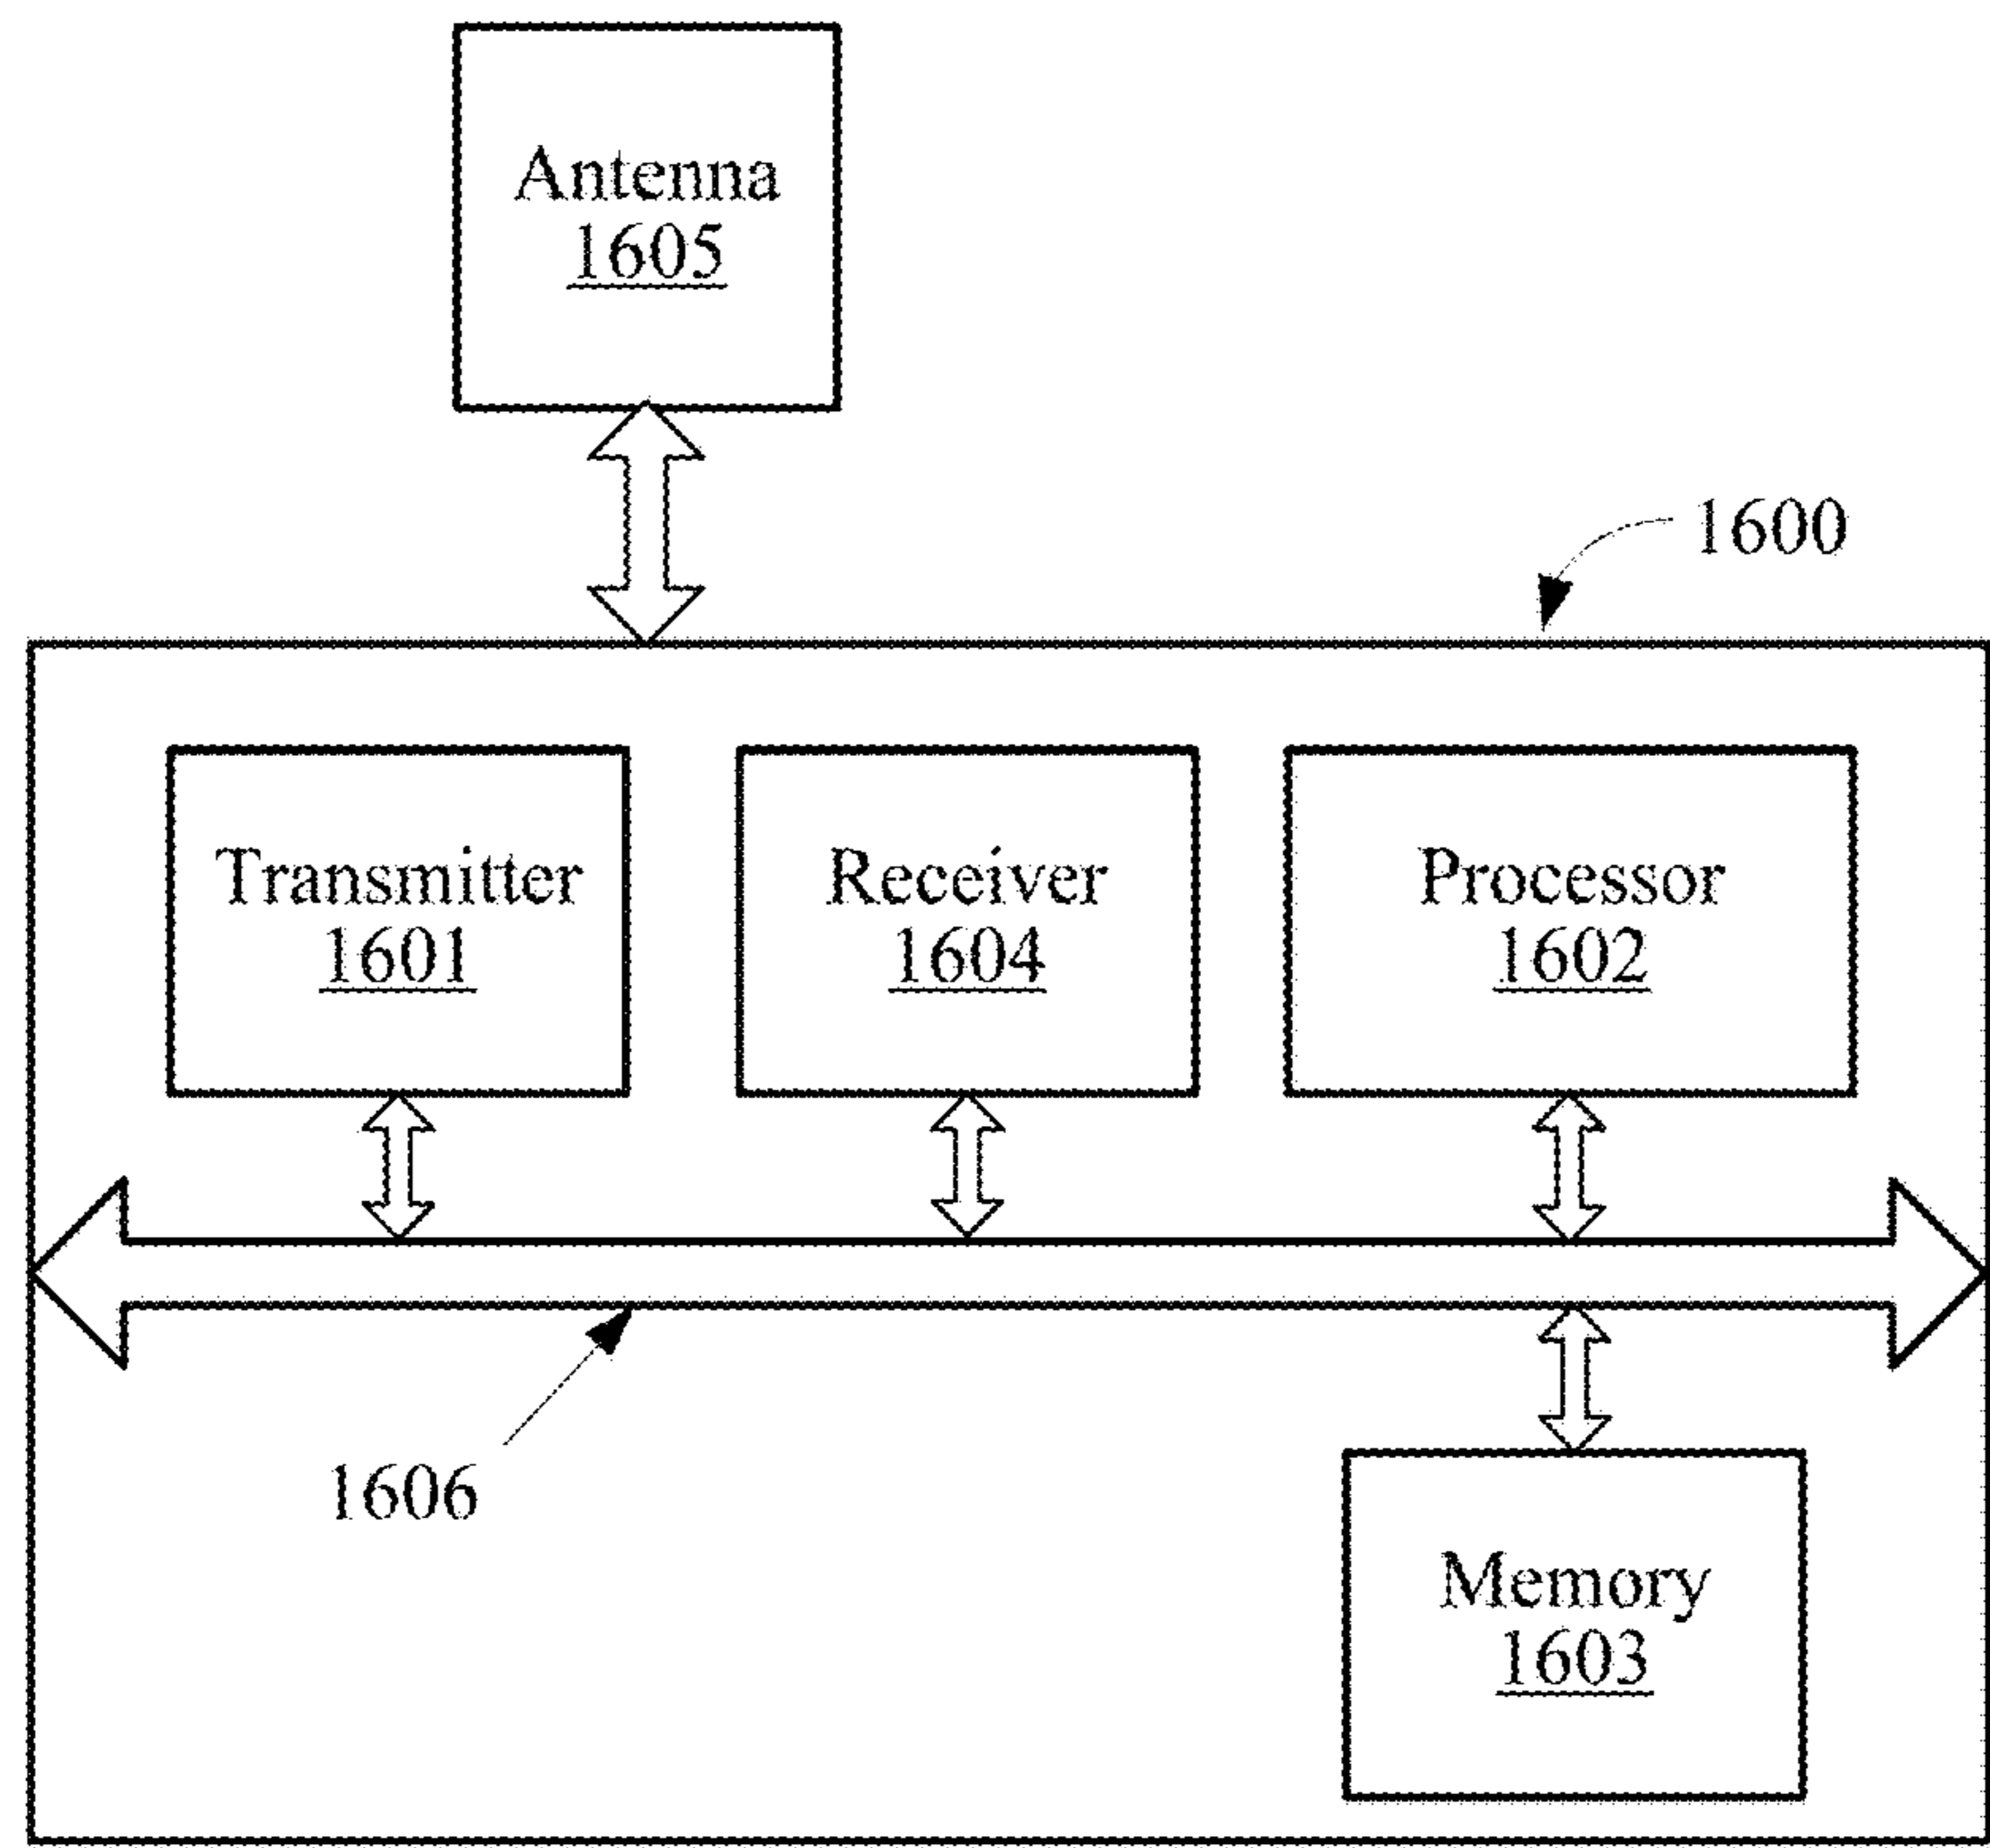 Antenna
1605
1600
Transmitter
1601
Receiver
1604
Processor
1602
1606
Memory
1603